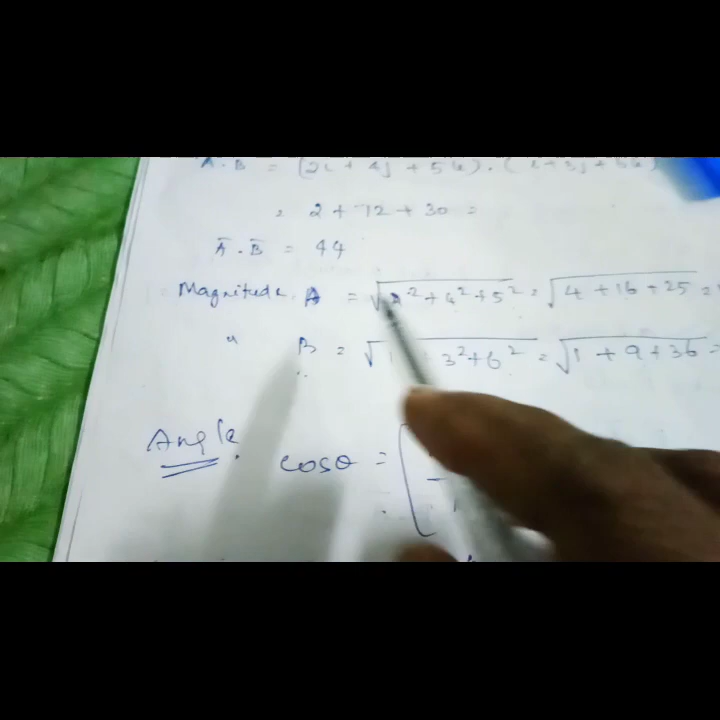 A.B = (2i + 4j + 5k) . ( i+3j+6k)
= 2 + 12 + 30 =
A . B = 44
Magnitude A = √2²+4²+5² = √4 + 16 + 25 =
" B = √ 3²+6² = √1 + 9 + 36 =
Angle
cosθ =